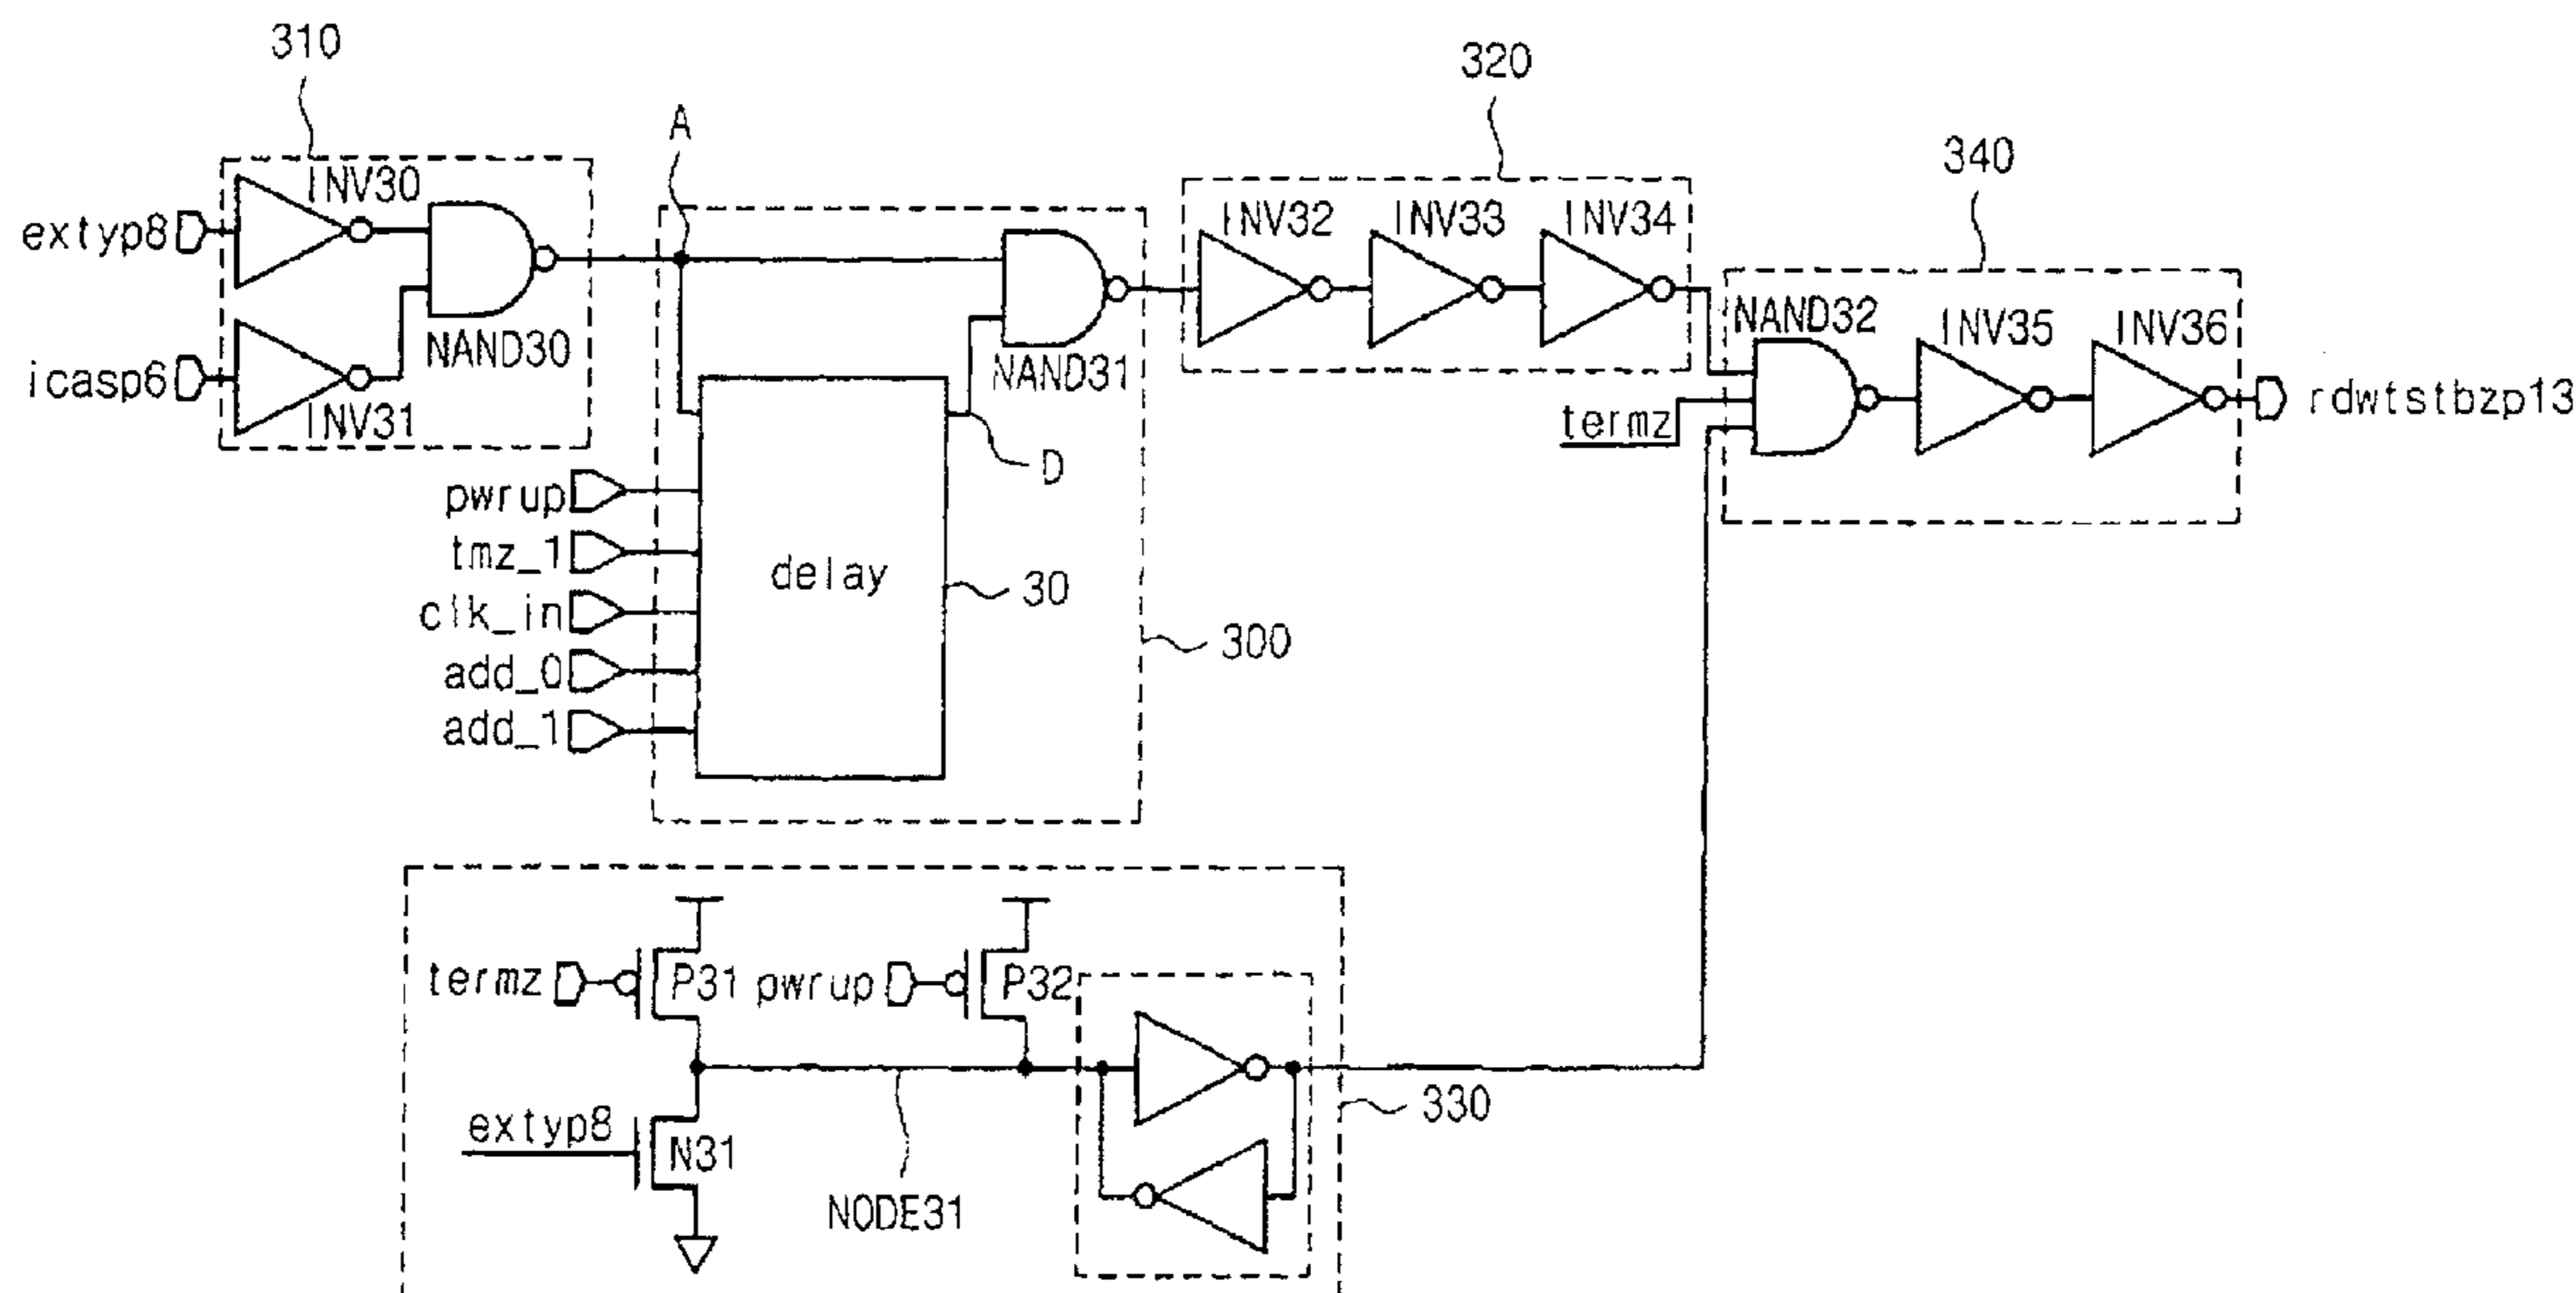 310
320
A
340
INV30
INV32
INV33
INV34
extyp8
NAND30
NAND32
INV35
INV36
icasp6
INV31
NAND31
rdwtstbzp13
termz
D
pwrup
tmz_1
delay
30
clk_in
300
add_0
add_1
termz
P31
pwrup
P32
330
extyp8
N31
NODE31